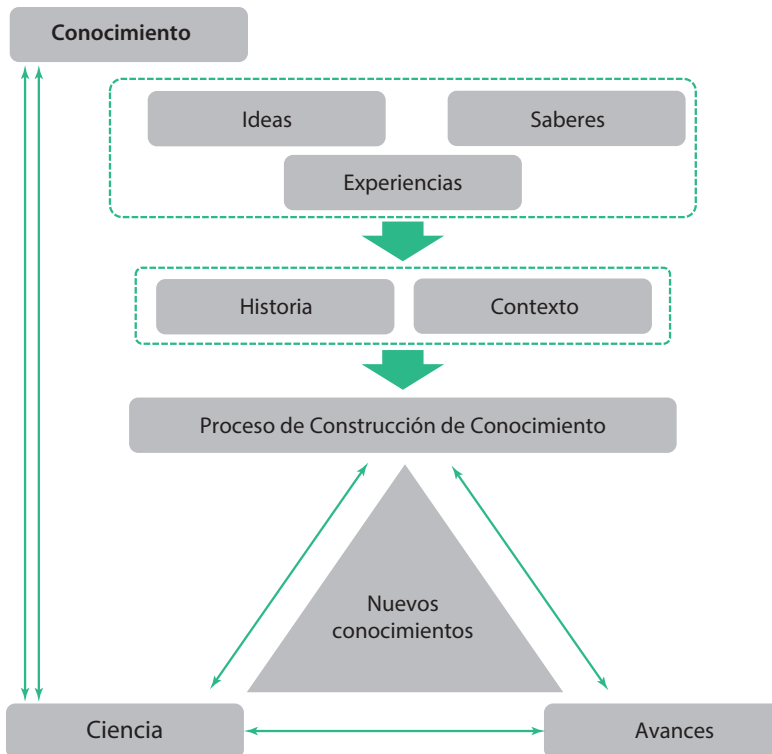 Conocimiento
Ideas
Saberes
Experiencias
Historia
Contexto
Proceso de Construcción de Conocimiento
Nuevos
conocimientos
Ciencia
Avances